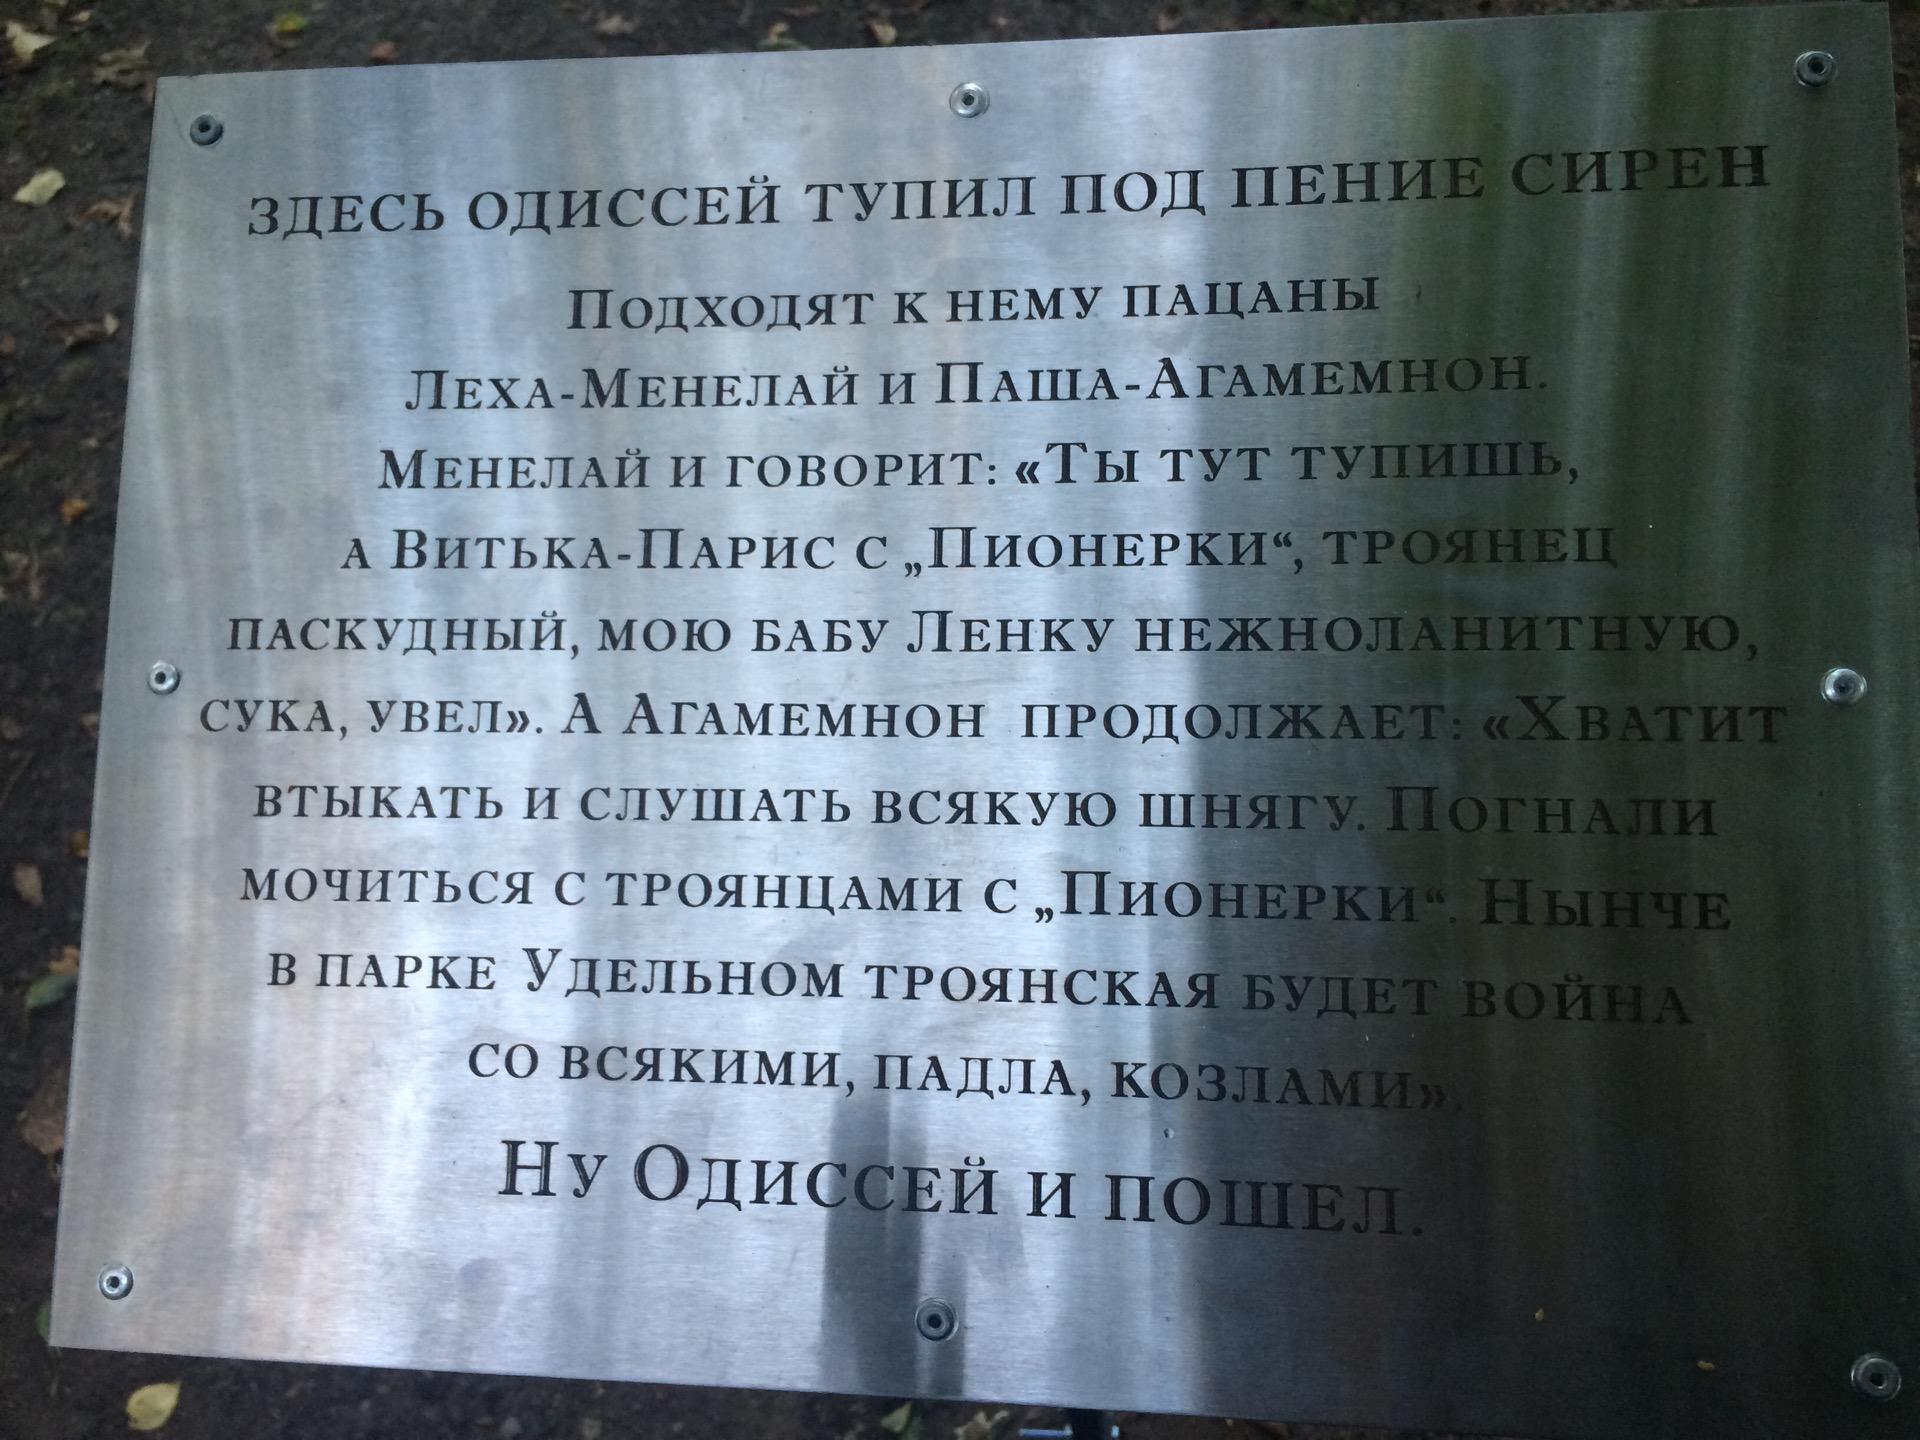 ЗДЕСЬ ОДИССЕЙ ТУПИЛ ПОД ПЕНИЕ СИРЕН
ПОДХОДЯТ К НЕМУ ПАЦАНЫ
ЛЕХА-МЕНЕЛАЙ И ПАША-АГАМЕМНОН.
МЕНЕЛАЙ И ГОВОРИТ: «ТЫ ТУТ ТУПИШЬ,
А ВИТЬКА-ПАРИС С „ПИОНЕРКИ“, ТРОЯНЕЦ
ПАСКУДНЫЙ, МОЮ БАБУ ЛЕНКУ НЕЖНОЛАНИТНУЮ,
СУКА, УВЕЛ». А АГАМЕМНОН ПРОДОЛЖАЕТ: «ХВАТИТ
ВТЫКАТЬ И СЛУШАТЬ ВСЯКУЮ ШНЯГУ. ПОГНАЛИ
МОЧИТЬСЯ С ТРОЯНЦАМИ С „ПИОНЕРКИ“. НЫНЧЕ
В ПАРКЕ УДЕЛЬНОМ ТРОЯНСКАЯ БУДЕТ ВОЙНА
СО ВСЯКИМИ, ПАДЛА, КОЗЛАМИ».
НУ ОДИССЕЙ И ПОШЕЛ.